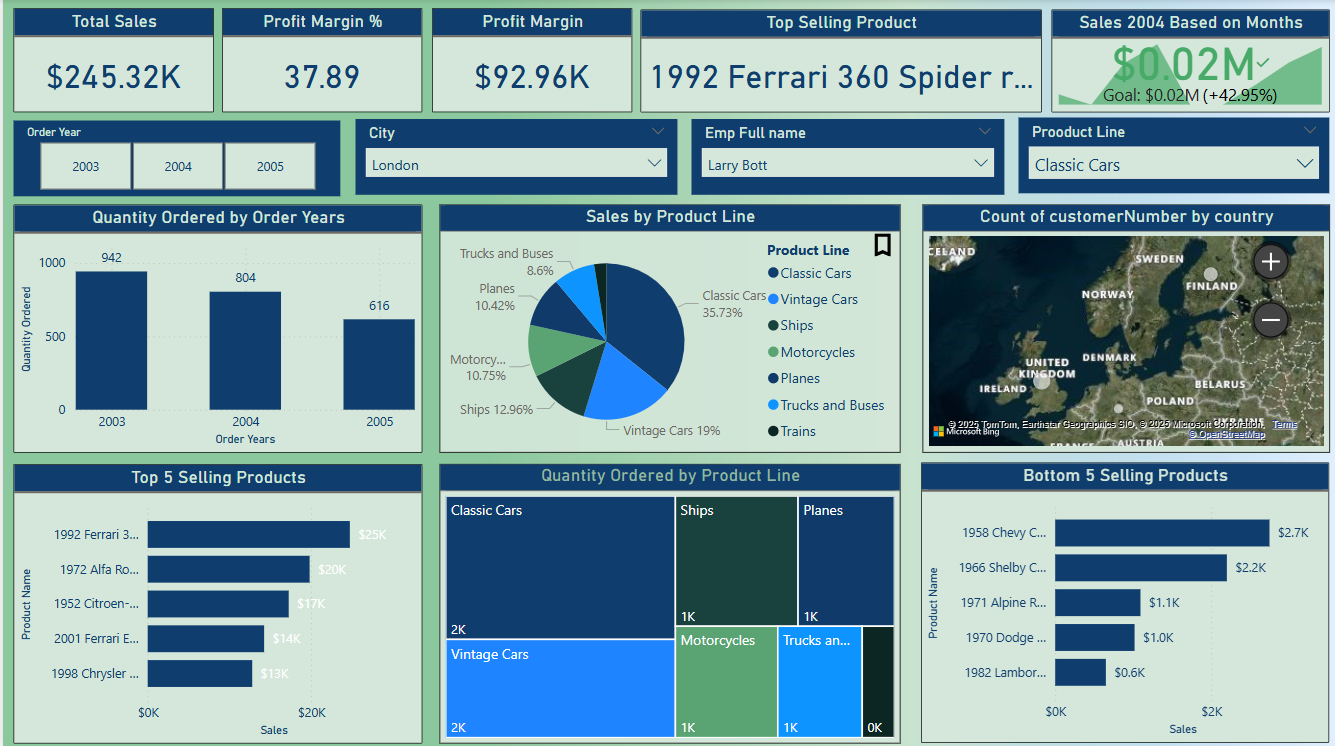 Total Sales
$245.32K
Profit Margin %
37.89
Profit Margin
$92.96K
Top Selling Product
1992 Ferrari 360 Spider r...
Sales 2004 Based on Months
$0.02M
Goal: $0.02M (+42.95%)
Order Year
2003
2004
2005
City
London
Emp Full name
Larry Bott
Prooduct Line
Classic Cars
Quantity Ordered by Order Years
Quantity Ordered
1000
500
0
942
804
616
2003
2004
2005
Order Years
Sales by Product Line
Trucks and Buses
8.6%
Planes
10.42%
Motorcy...
10.75%
Ships 12.96%
Vintage Cars 19%
Classic Cars
35.73%
Product Line
Classic Cars
Vintage Cars
Ships
Motorcycles
Planes
Trucks and Buses
Trains
Count of customerNumber by country
ICELAND
SWEDEN
FINLAND
NORWAY
UNITED
KINGDOM
DENMARK
IRELAND
BELARUS
POLAND
UKRAINE
FRANCE
AUSTRIA
+
−
© 2025 TomTom, Earthstar Geographics SIO, © 2025 Microsoft Corporation, Terms
© OpenStreetMap
Microsoft Bing
Top 5 Selling Products
Product Name
1992 Ferrari 3...
$25K
1972 Alfa Ro...
$20K
1952 Citroen-...
$17K
2001 Ferrari E...
$14K
1998 Chrysler ...
$13K
$0K
$20K
Sales
Quantity Ordered by Product Line
Classic Cars
2K
Vintage Cars
2K
Ships
1K
Planes
1K
Motorcycles
1K
Trucks an...
1K
0K
Bottom 5 Selling Products
Product Name
1958 Chevy C...
$2.7K
1966 Shelby C...
$2.2K
1971 Alpine R...
$1.1K
1970 Dodge ...
$1.0K
1982 Lambor...
$0.6K
$0K
$2K
Sales